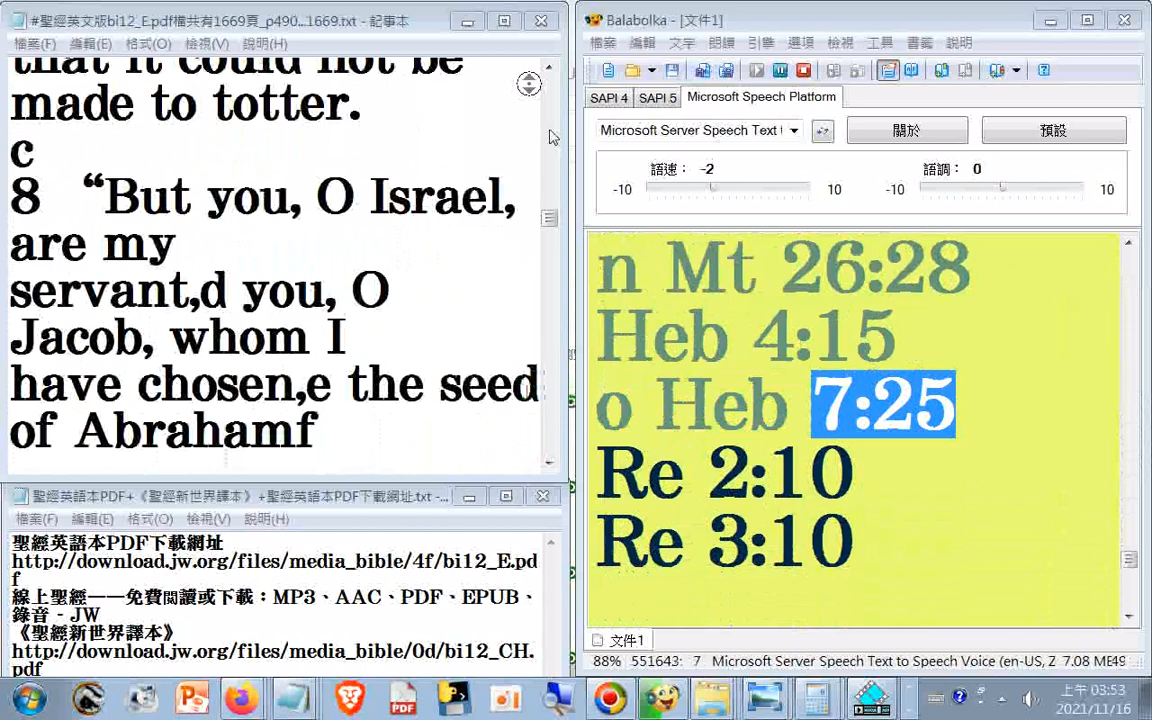 #聖經英文版bi12_E.pdf檔共有1669頁_p490...1669.txt - 記事本
檔案(F) 編輯(E) 格式(O) 檢視(V) 說明(H)
that it could not be
made to totter.
c
8 “But you, O Israel,
are my
servant,d you, O
Jacob, whom I
have chosen,e the seed
of Abrahamf
聖經英語本PDF+《聖經新世界譯本》+聖經英語本PDF下載網址.txt - ...
檔案(F) 編輯(E) 格式(O) 檢視(V) 說明(H)
聖經英語本PDF下載網址
http://download.jw.org/files/media_bible/4f/bi12_E.pd
f
線上聖經——免費閱讀或下載：MP3、AAC、PDF、EPUB、
錄音 - JW
《聖經新世界譯本》
http://download.jw.org/files/media_bible/0d/bi12_CH.
pdf
Balabolka - [文件1]
檔案 編輯 文字 朗讀 引擎 選項 檢視 工具 書籤 說明
SAPI 4 SAPI 5 Microsoft Speech Platform
Microsoft Server Speech Text 關於 預設
語速： -2 語調： 0
-10 10 -10 10
n Mt 26:28
Heb 4:15
o Heb 7:25
Re 2:10
Re 3:10
文件1
88% 551643: 7 Microsoft Server Speech Text to Speech Voice (en-US, Z 7.08 ME49
上午 03:53
2021/11/16